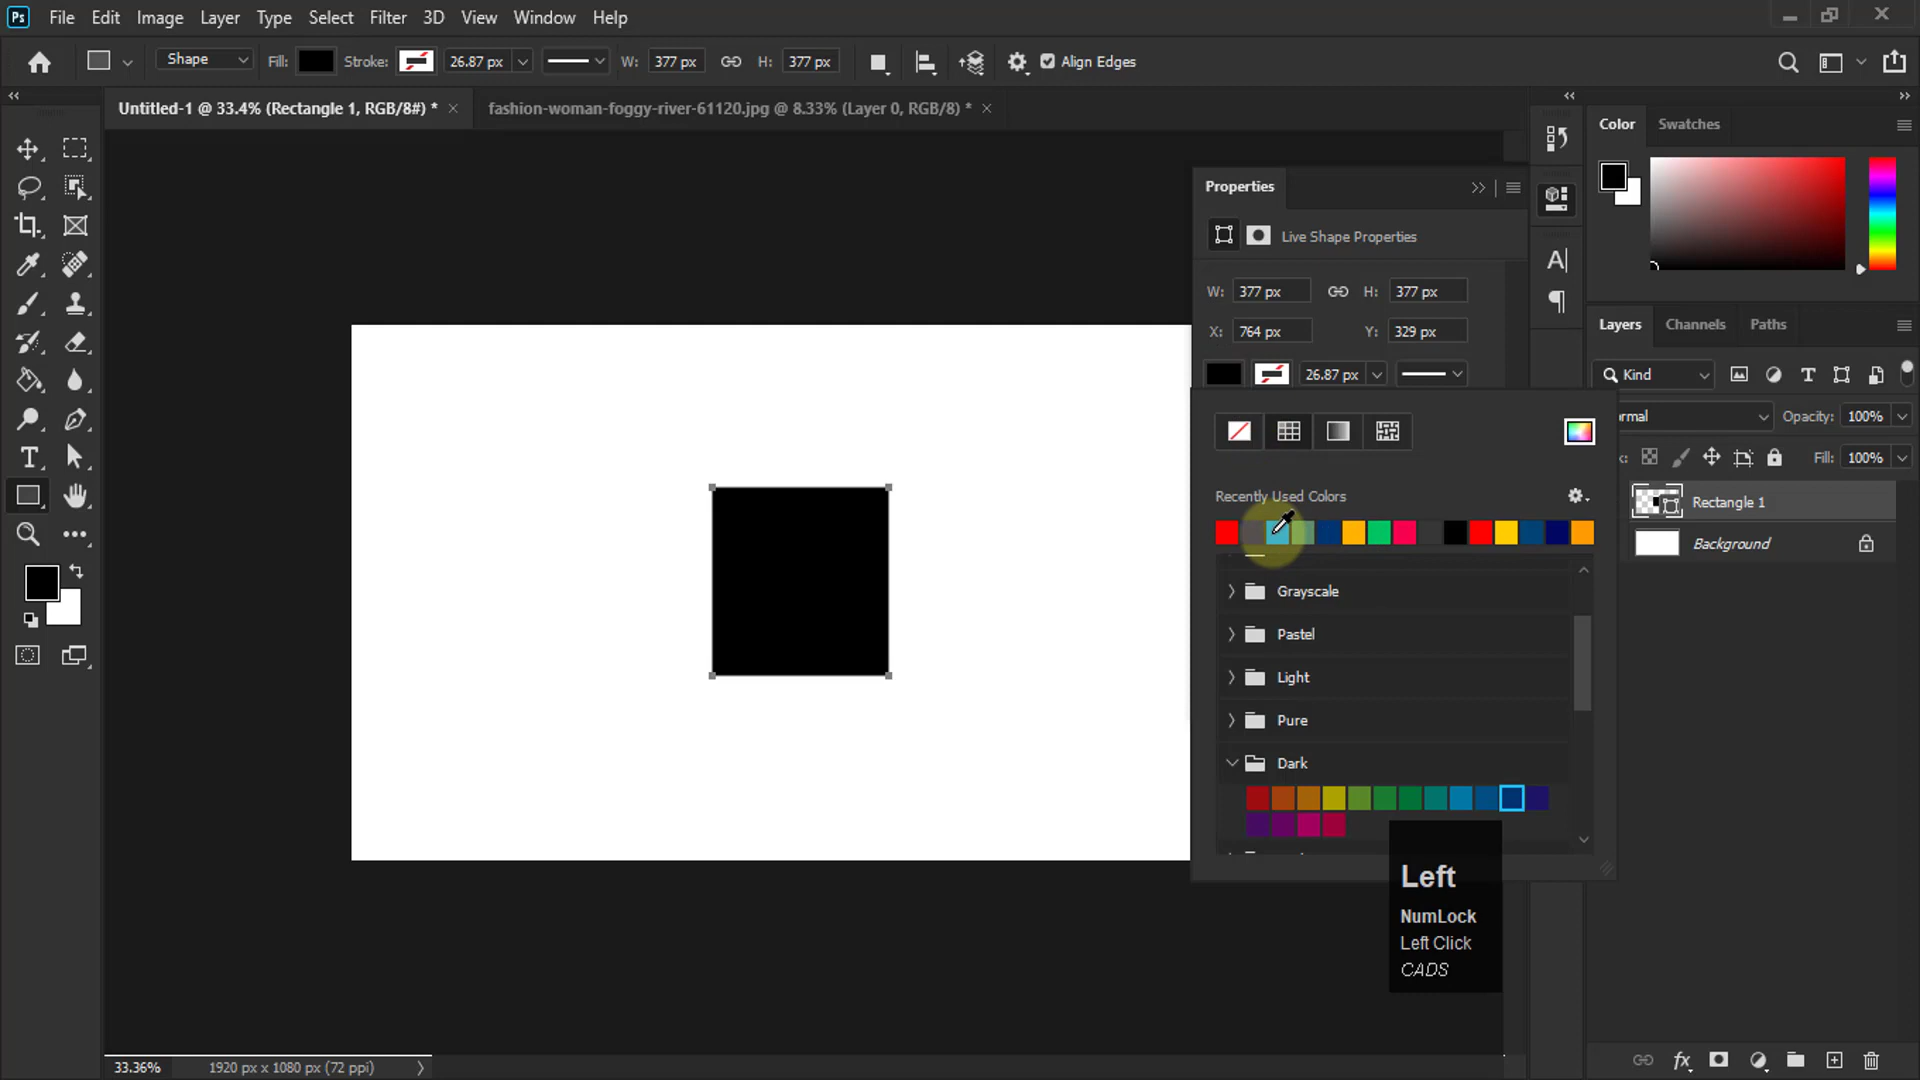 Ps File Edit Image Layer Type Select Filter 3D View Window Help
Shape Fill: Stroke: 26.87 px W: 377 px H: 377 px Align Edges
Untitled-1 @ 33.4% (Rectangle 1, RGB/8#) * fashion-woman-foggy-river-61120.jpg @ 8.33% (Layer 0, RGB/8) *
Color Swatches
Properties
Live Shape Properties
W: 377 px H: 377 px
X: 764 px Y: 329 px
26.87 px
Layers Channels Paths
Kind
rmal Opacity: 100%
Fill: 100%
Rectangle 1
Background
Recently Used Colors
Grayscale
Pastel
Light
Pure
Dark
Left
NumLock
Left Click
CADS
33.36% 1920 px x 1080 px (72 ppi)